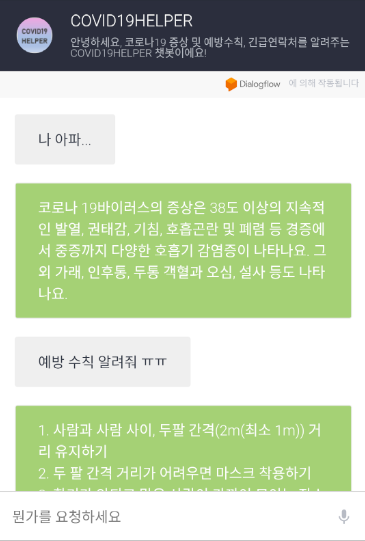 COVID19
HELPER
COVID19HELPER
안녕하세요, 코로나19 증상 및 예방수칙, 긴급연락처를 알려주는
COVID19HELPER 챗봇이에요!
Dialogflow 에 의해 작동됩니다
나 아파...
코로나 19바이러스의 증상은 38도 이상의 지속적
인 발열, 권태감, 기침, 호흡곤란 및 폐렴 등 경증에
서 중증까지 다양한 호흡기 감염증이 나타나요. 그
외 가래, 인후통, 두통 객혈과 오심, 설사 등도 나타
나요.
예방 수칙 알려줘 ㅠㅠ
1. 사람과 사람 사이, 두팔 간격(2m(최소 1m)) 거
리 유지하기
2. 두 팔 간격 거리가 어려우면 마스크 착용하기
뭔가를 요청하세요